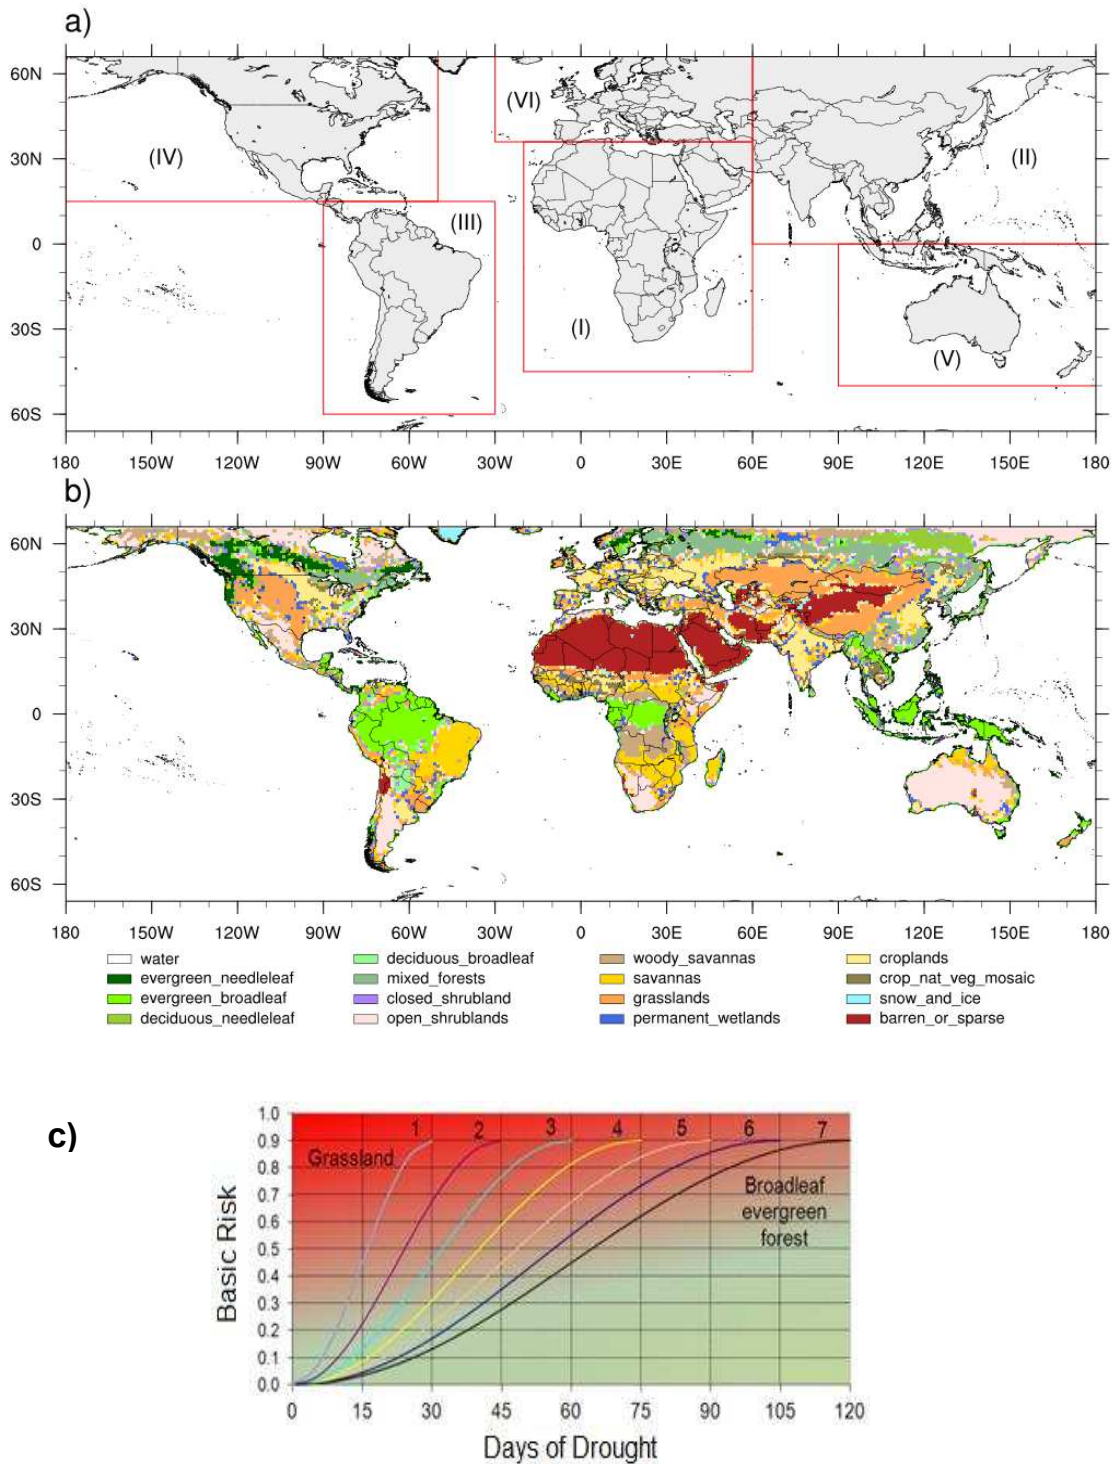 a)
60N
(VI)
(IV)
(II)
30N
(III)
0
(I)
30S
(V)
60S
180 150W 120W 90W 60W 30W 0 30E 60E 90E 120E 150E 180
b)
60N
30N
0
30S
60S
180 150W 120W 90W 60W 30W 0 30E 60E 90E 120E 150E 180
water deciduous_broadleaf woody_savannas croplands
evergreen_needleleaf mixed_forests savannas crop_nat_veg_mosaic
evergreen_broadleaf closed_shrubland grasslands snow_and_ice
deciduous_needleleaf open_shrublands permanent_wetlands barren_or_sparse
c)
1.0
1 2 3 4 5 6 7
0.9
Grassland
0.8
0.7
Broadleaf
evergreen
forest
0.6
0.5
0.4
0.3
0.2
0.1
0.0
Basic Risk
0 15 30 45 60 75 90 105 120
Days of Drought